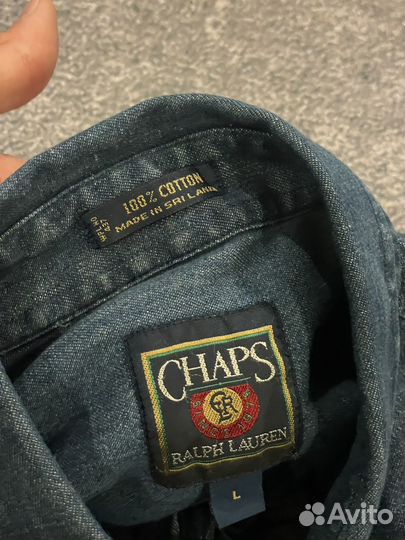 100% COTTON
MADE IN SRI LANKA
CHAPS
RALPH LAUREN
L
Avito